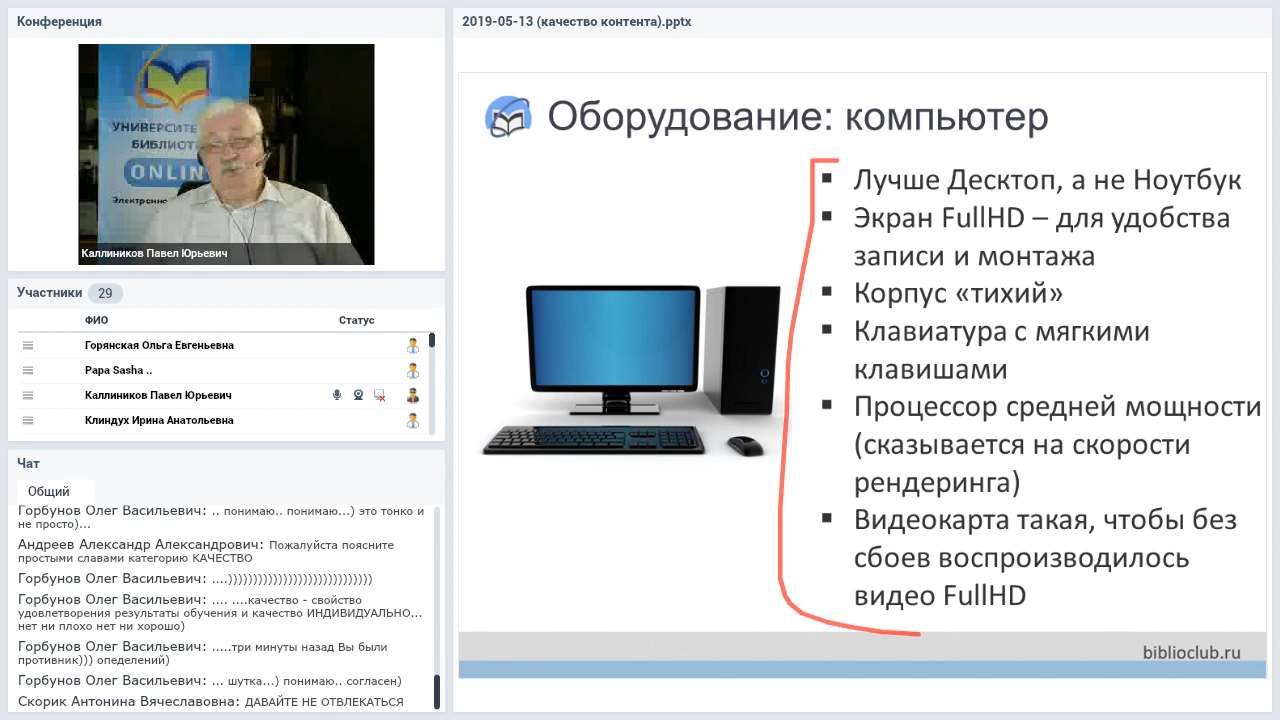 Конференция
УНИВЕРСИТЕ
БИБЛИОТ
ONLIN
Электронно
Каллиников Павел Юрьевич
Участники 29
ФИО Статус
Горянская Ольга Евгеньевна
Papa Sasha ..
Каллиников Павел Юрьевич
Клиндух Ирина Анатольевна
Чат
Общий
Горбунов Олег Васильевич: .. понимаю.. понимаю...) это тонко и
не просто)...
Андреев Александр Александрович: Пожалуйста поясните
простыми славами категорию КАЧЕСТВО
Горбунов Олег Васильевич: ....)))))))))))))))))))))))))))))
Горбунов Олег Васильевич: .... ....качество - свойство
удовлетворения результаты обучения и качество ИНДИВИДУАЛЬНО...
нет ни плохо нет ни хорошо)
Горбунов Олег Васильевич: .....три минуты назад Вы были
противник))) опеделений)
Горбунов Олег Васильевич: ... шутка...) понимаю.. согласен)
Скорик Антонина Вячеславовна: ДАВАЙТЕ НЕ ОТВЛЕКАТЬСЯ
2019-05-13 (качество контента).pptx
Оборудование: компьютер
▪ Лучше Десктоп, а не Ноутбук
▪ Экран FullHD – для удобства
записи и монтажа
▪ Корпус «тихий»
▪ Клавиатура с мягкими
клавишами
▪ Процессор средней мощности
(сказывается на скорости
рендеринга)
▪ Видеокарта такая, чтобы без
сбоев воспроизводилось
видео FullHD
biblioclub.ru